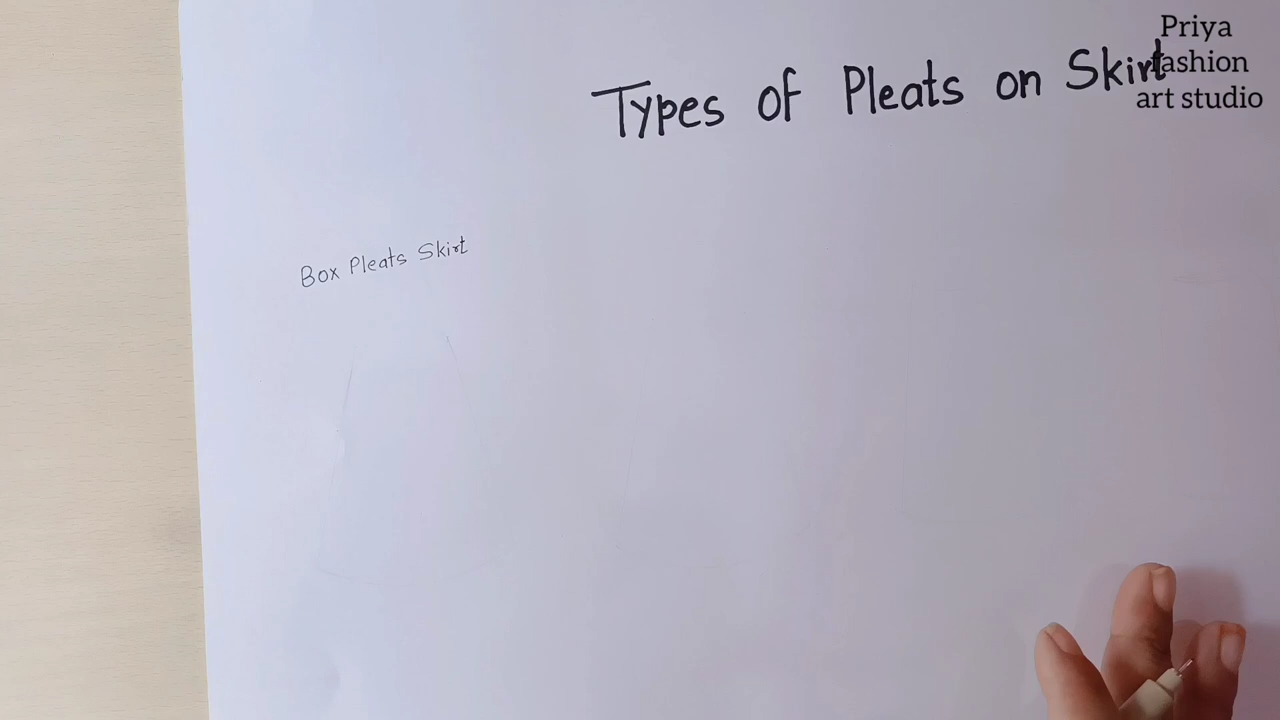 Priya
fashion
art studio
Types of Pleats on Skirt
Box Pleats Skirt